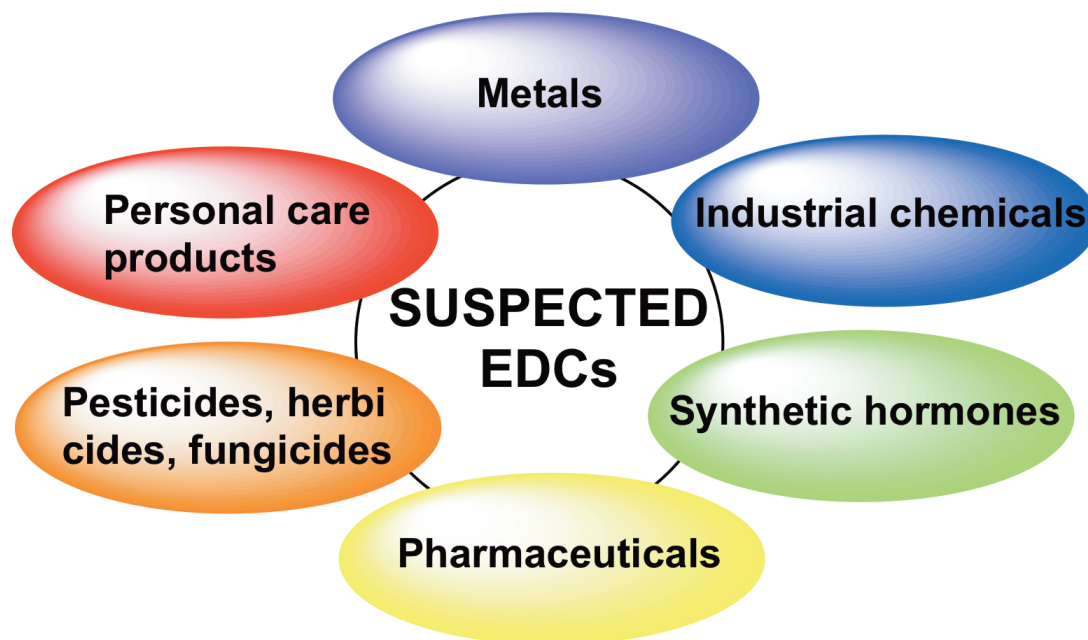 Metals
Personal care
products
Industrial chemicals
SUSPECTED
EDCs
Pesticides, herbi
cides, fungicides
Synthetic hormones
Pharmaceuticals